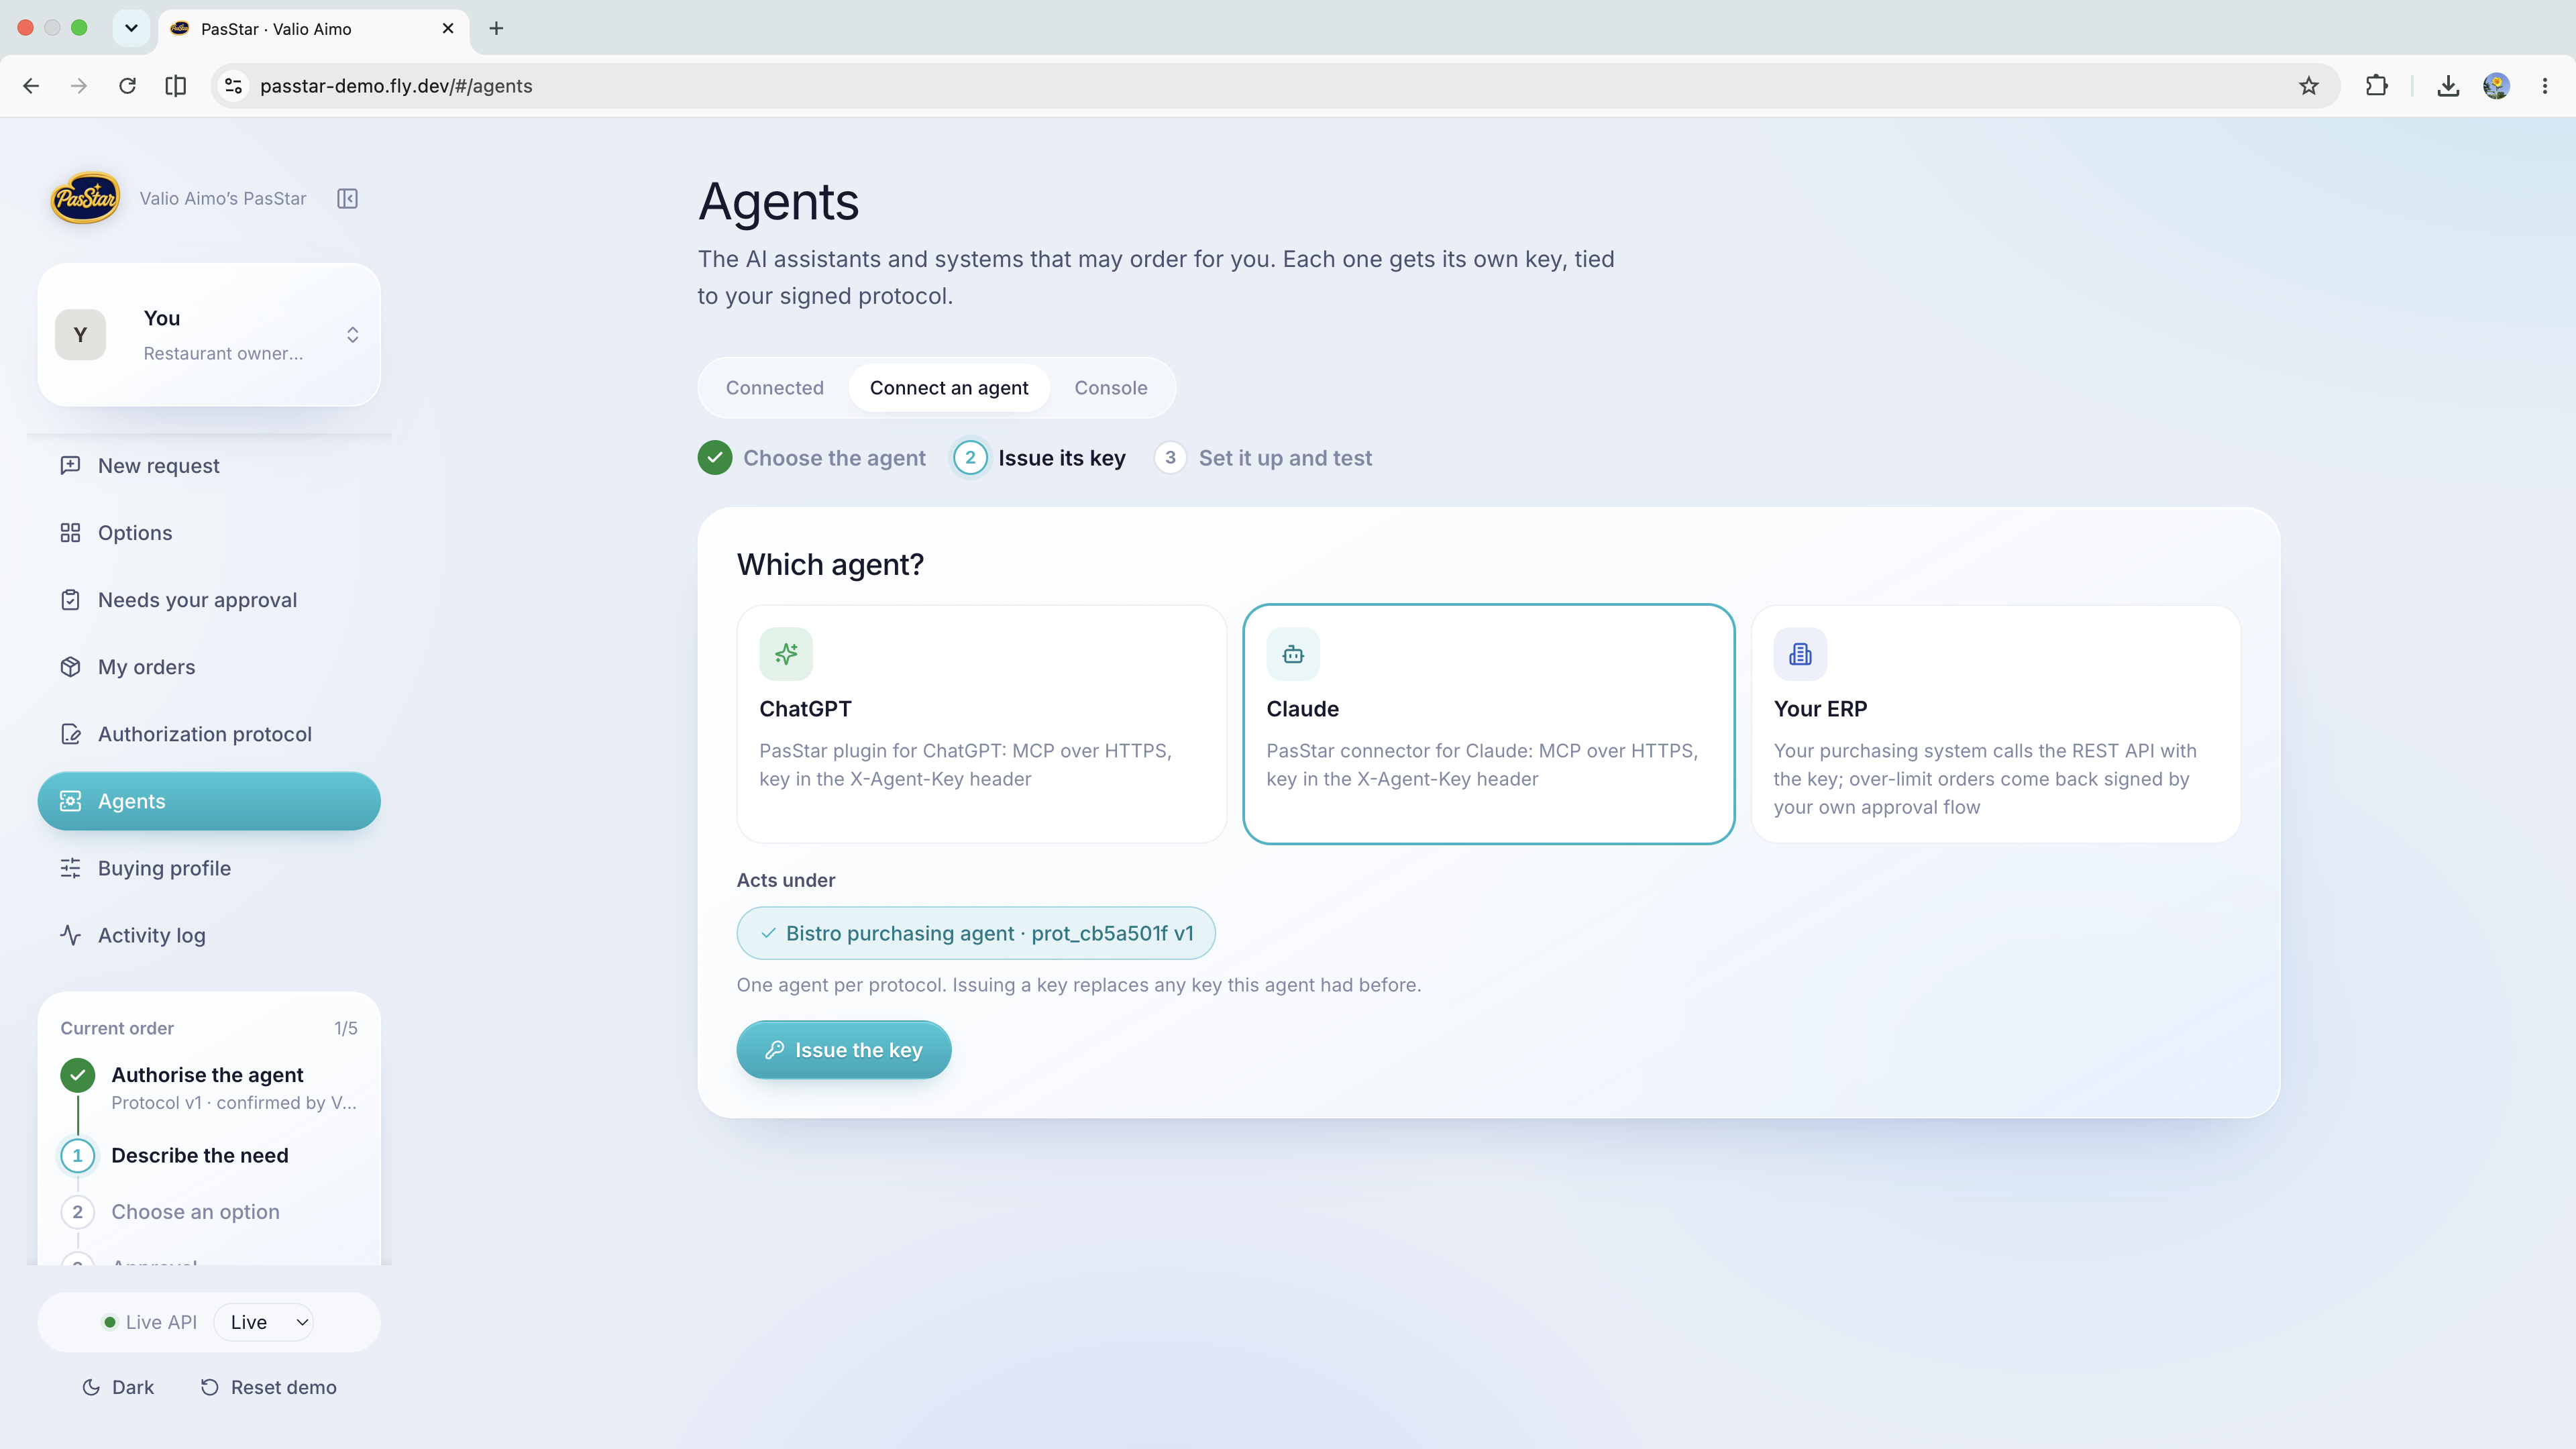 PasStar · Valio Aimo
passtar-demo.fly.dev/#/agents
PasStar
Valio Aimo's PasStar
Y
You
Restaurant owner...
New request
Options
Needs your approval
My orders
Authorization protocol
Agents
Buying profile
Activity log
Current order
1/5
Authorise the agent
Protocol v1 · confirmed by V...
1
Describe the need
2
Choose an option
Live API
Live
Dark
Reset demo
Agents
The AI assistants and systems that may order for you. Each one gets its own key, tied
to your signed protocol.
Connected
Connect an agent
Console
Choose the agent
2
Issue its key
3
Set it up and test
Which agent?
ChatGPT
PasStar plugin for ChatGPT: MCP over HTTPS,
key in the X-Agent-Key header
Claude
PasStar connector for Claude: MCP over HTTPS,
key in the X-Agent-Key header
Your ERP
Your purchasing system calls the REST API with
the key; over-limit orders come back signed by
your own approval flow
Acts under
Bistro purchasing agent · prot_cb5a501f v1
One agent per protocol. Issuing a key replaces any key this agent had before.
Issue the key